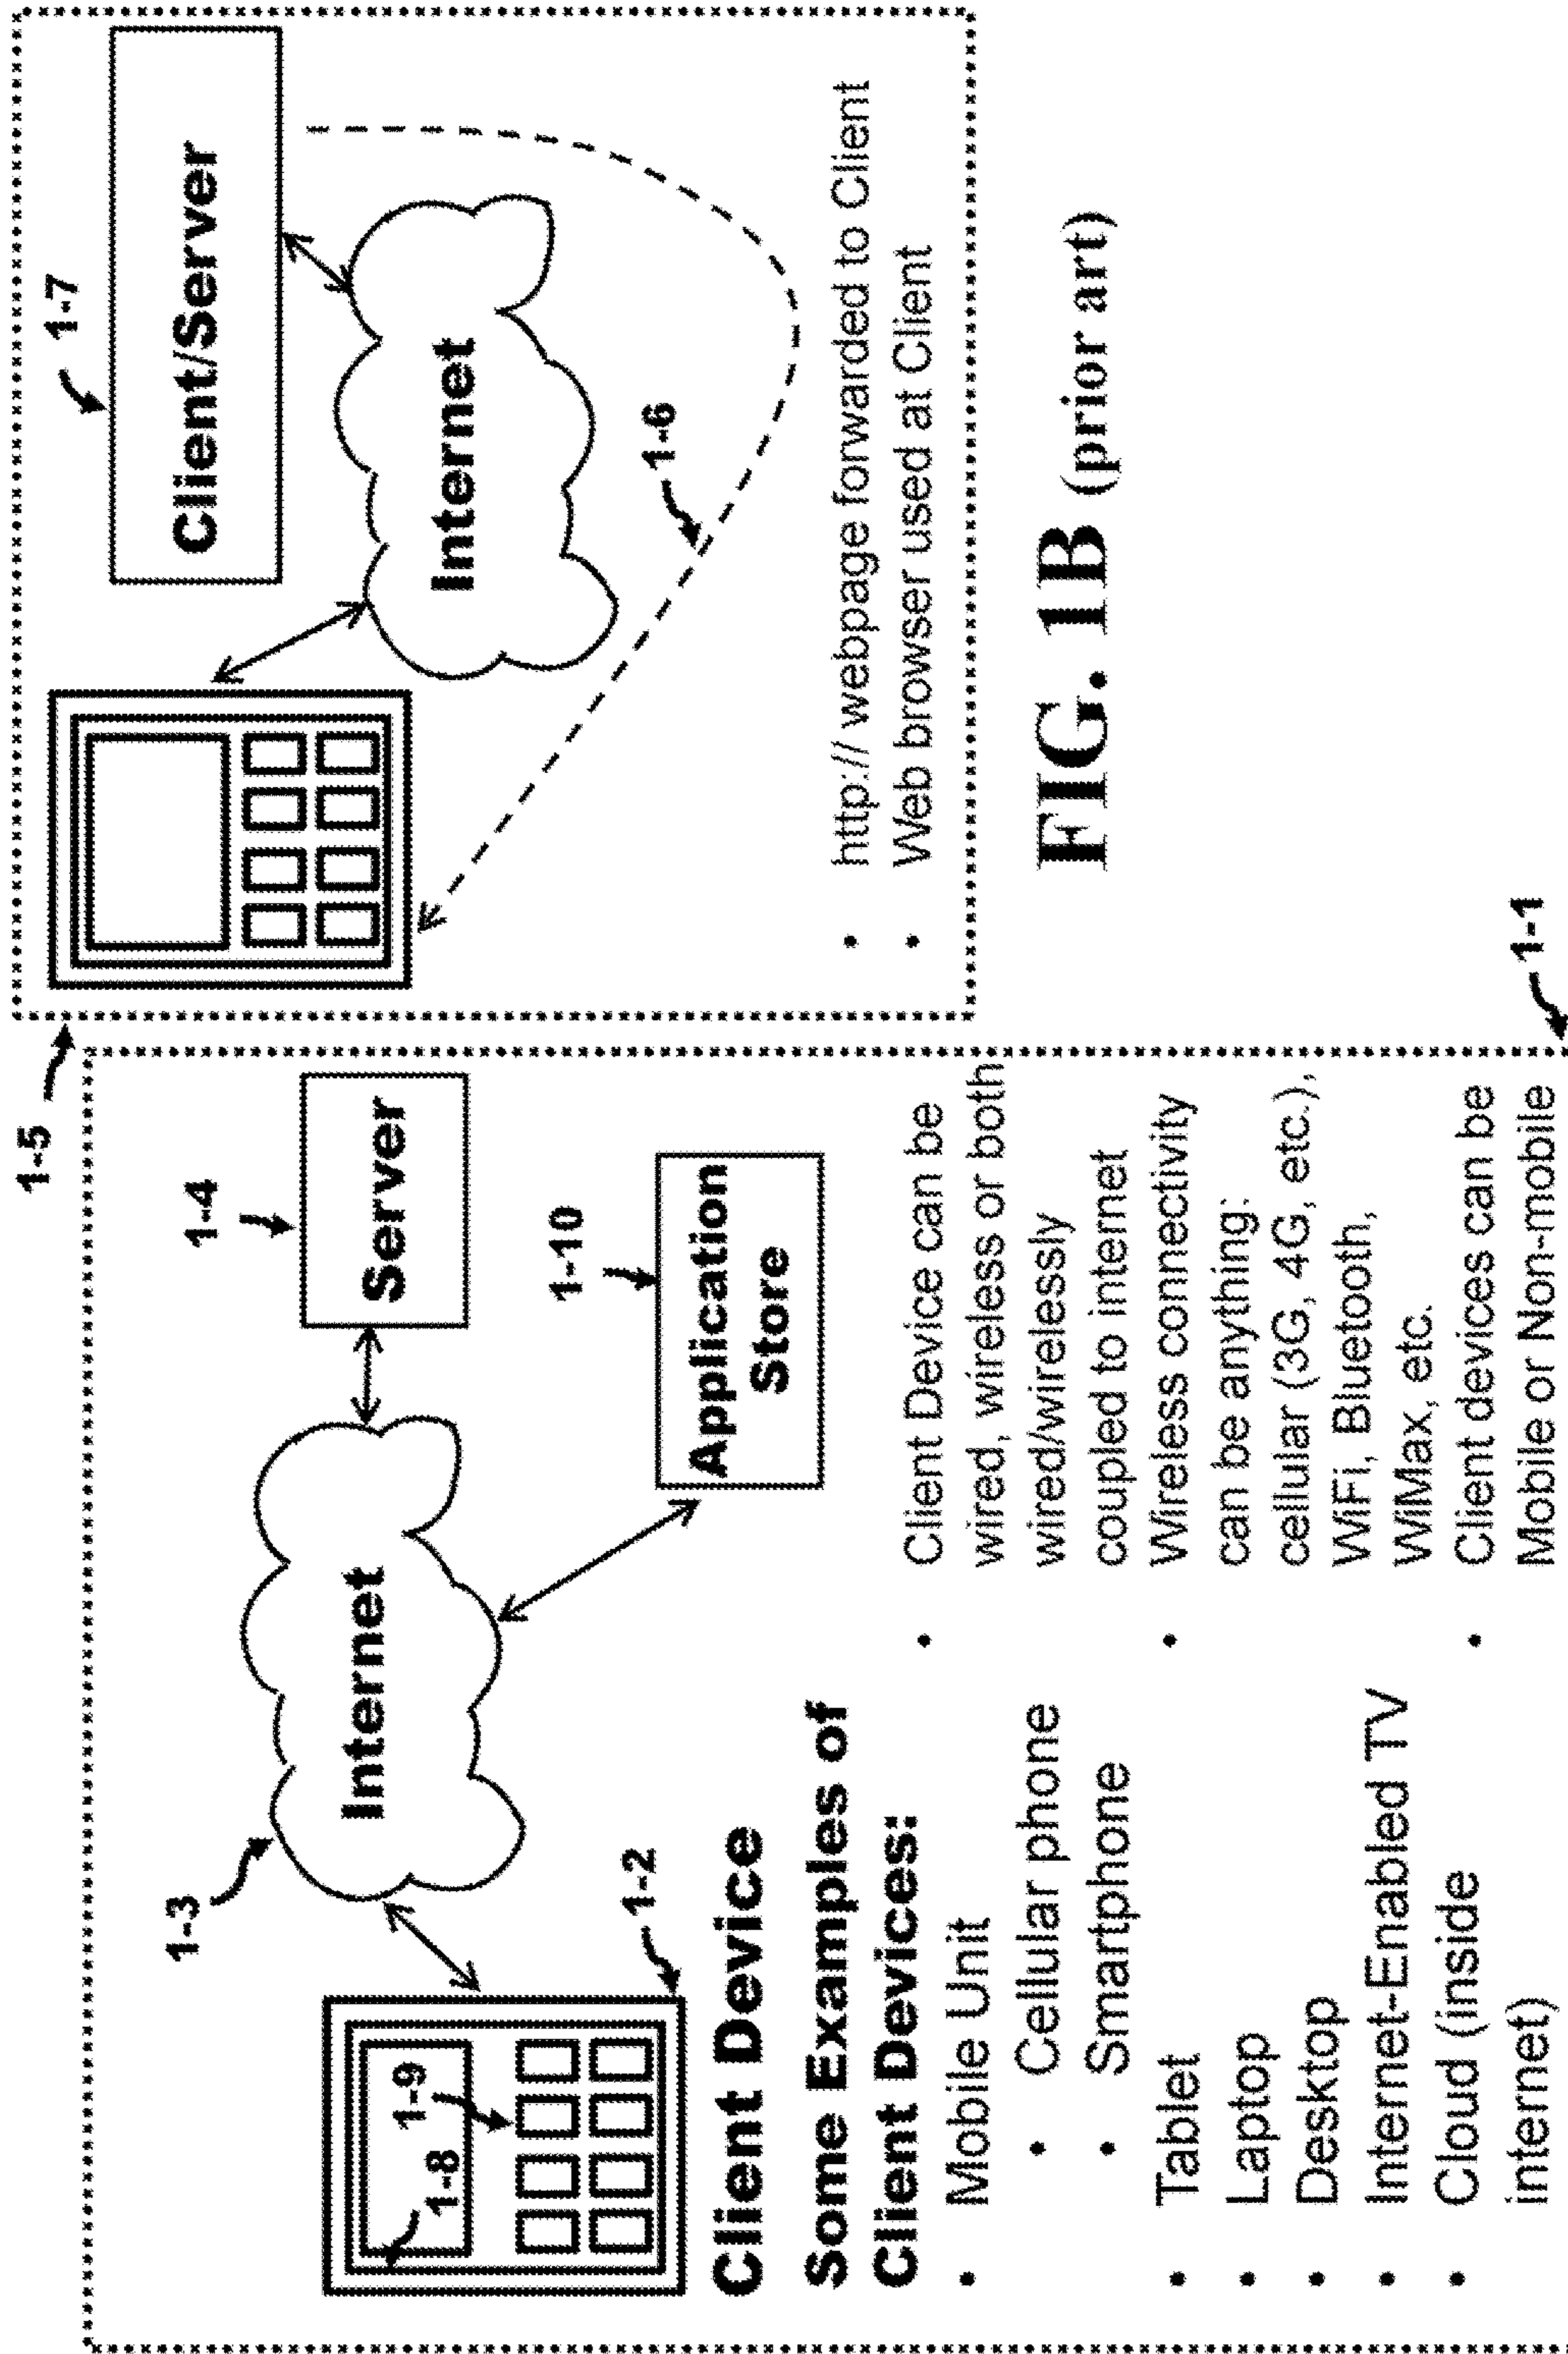 1-5
1-4
Server
1-3
Internet
1-10
Application
Store
1-9
1-8
1-2
Client Device
Some Examples of
Client Devices:
• Mobile Unit
• Cellular phone
• Smartphone
• Tablet
• Laptop
• Desktop
• Internet-Enabled TV
• Cloud (inside
internet)
• Client Device can be
wired, wireless or both
wired/wirelessly
coupled to internet
• Wireless connectivity
can be anything:
cellular (3G, 4G, etc.),
WiFi, Bluetooth,
WiMax, etc.
• Client devices can be
Mobile or Non-mobile
1-1
1-7
Client/Server
Internet
1-6
• http:// webpage forwarded to Client
• Web browser used at Client
FIG. 1B (prior art)